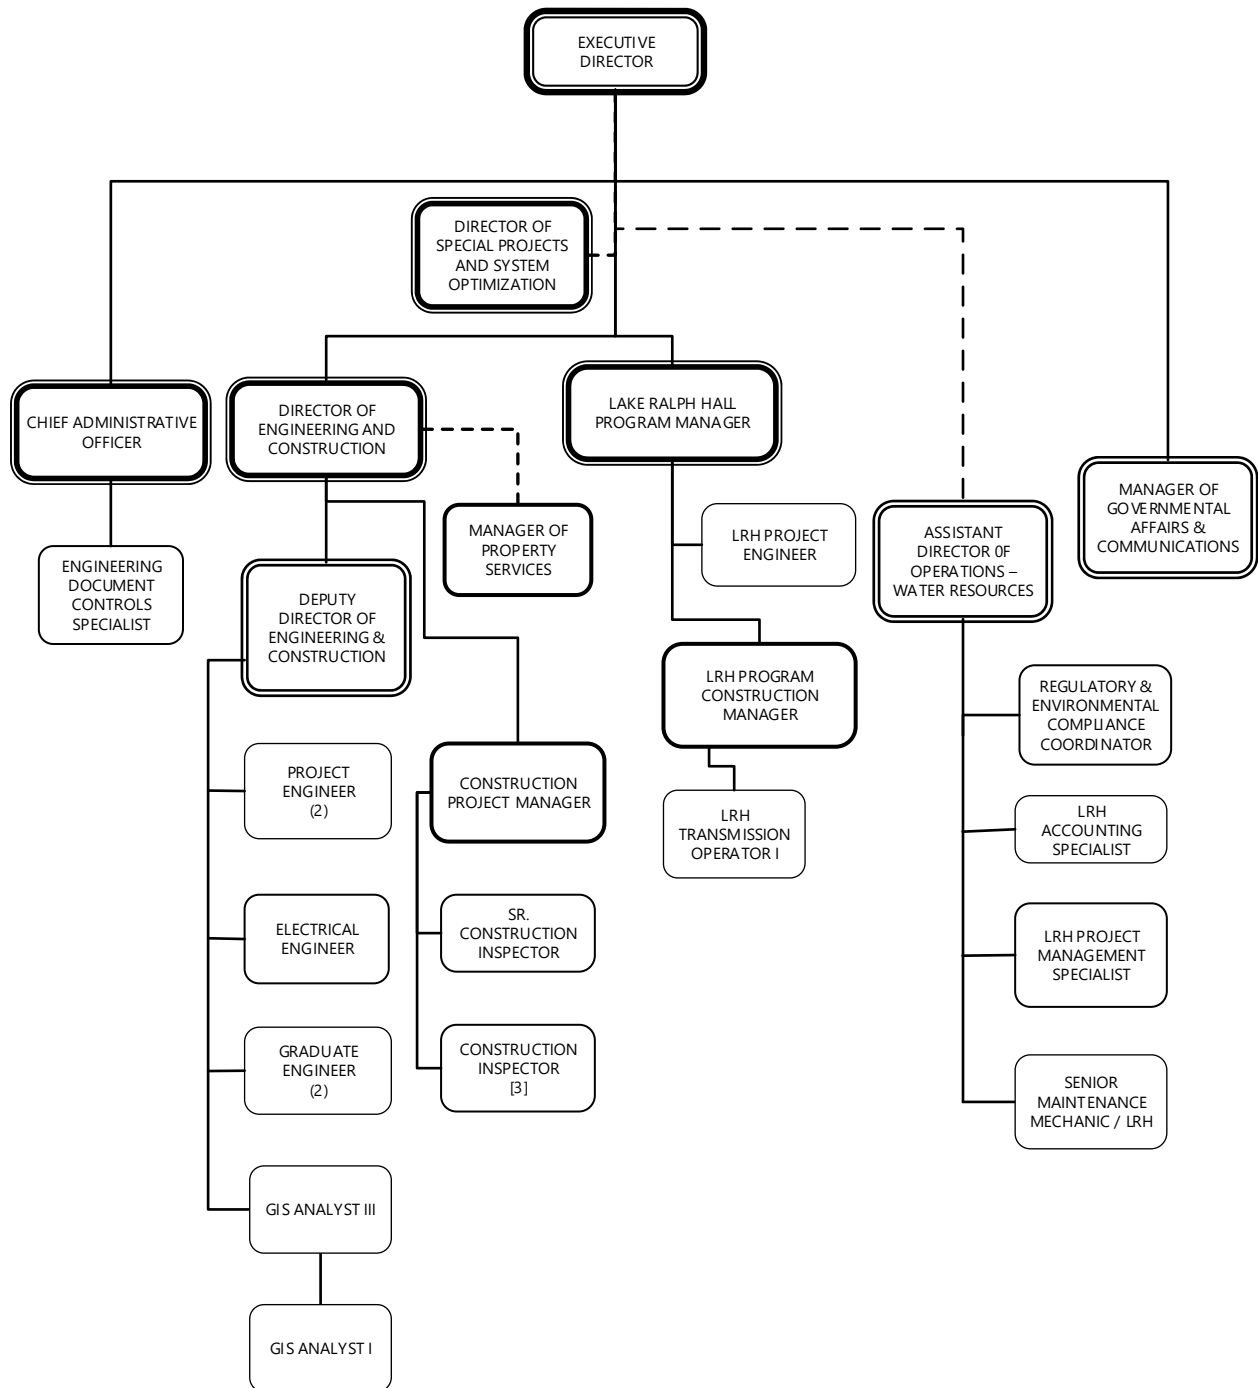 EXECUTIVE
DIRECTOR
DIRECTOR OF
SPECIAL PROJECTS
AND SYSTEM
OPTIMIZATION
CHIEF ADMINISTRATIVE
OFFICER
DIRECTOR OF
ENGINEERING AND
CONSTRUCTION
LAKE RALPH HALL
PROGRAM MANAGER
MANAGER OF
GOVERNMENTAL
AFFAIRS &
COMMUNICATIONS
MANAGER OF
PROPERTY
SERVICES
LRH PROJECT
ENGINEER
ASSISTANT
DIRECTOR 0F
OPERATIONS –
WATER RESOURCES
ENGINEERING
DOCUMENT
CONTROLS
SPECIALIST
DEPUTY
DIRECTOR OF
ENGINEERING &
CONSTRUCTION
LRH PROGRAM
CONSTRUCTION
MANAGER
REGULATORY &
ENVIRONMENTAL
COMPLIANCE
COORDINATOR
PROJECT
ENGINEER
(2)
CONSTRUCTION
PROJECT MANAGER
LRH
TRANSMISSION
OPERATOR I
LRH
ACCOUNTING
SPECIALIST
ELECTRICAL
ENGINEER
SR.
CONSTRUCTION
INSPECTOR
LRH PROJECT
MANAGEMENT
SPECIALIST
GRADUATE
ENGINEER
(2)
CONSTRUCTION
INSPECTOR
[3]
SENIOR
MAINTENANCE
MECHANIC / LRH
GIS ANALYST III
GIS ANALYST I